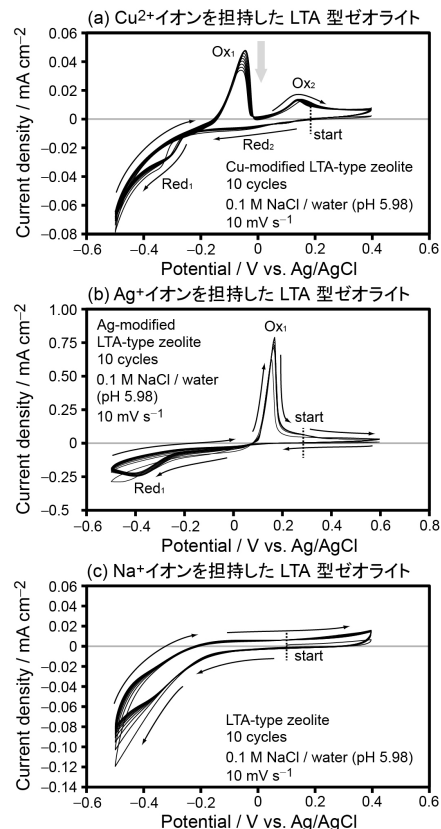 (a) Cu2+イオンを担持した LTA 型ゼオライト
Current density / mA cm−2
0.06
0.04
0.02
0
−0.02
−0.04
−0.06
−0.08
Ox1
Ox2
start
Red2
Red1
Cu-modified LTA-type zeolite
10 cycles
0.1 M NaCl / water (pH 5.98)
10 mV s−1
−0.6
−0.4
−0.2
0
0.2
0.4
0.6
Potential / V vs. Ag/AgCl
(b) Ag+イオンを担持した LTA 型ゼオライト
Current density / mA cm−2
1.00
0.75
0.50
0.25
0
−0.25
−0.5
Ag-modified
LTA-type zeolite
10 cycles
0.1 M NaCl / water
(pH 5.98)
10 mV s−1
Ox1
start
Red1
−0.6
−0.4
−0.2
0
0.2
0.4
0.6
0.8
Potential / V vs. Ag/AgCl
(c) Na+イオンを担持した LTA 型ゼオライト
Current density / mA cm−2
0.06
0.04
0.02
0
−0.02
−0.04
−0.06
−0.08
−0.10
−0.12
−0.14
start
LTA-type zeolite
10 cycles
0.1 M NaCl / water (pH 5.98)
10 mV s−1
−0.6
−0.4
−0.2
0
0.2
0.4
0.6
Potential / V vs. Ag/AgCl